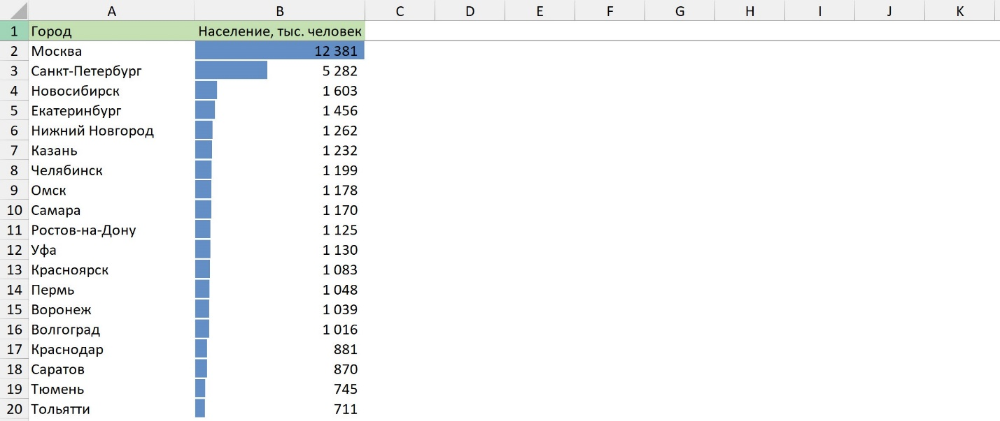 A B C D E F G H I J K
1 Город Население, тыс. человек
2 Москва 12 381
3 Санкт-Петербург 5 282
4 Новосибирск 1 603
5 Екатеринбург 1 456
6 Нижний Новгород 1 262
7 Казань 1 232
8 Челябинск 1 199
9 Омск 1 178
10 Самара 1 170
11 Ростов-на-Дону 1 125
12 Уфа 1 130
13 Красноярск 1 083
14 Пермь 1 048
15 Воронеж 1 039
16 Волгоград 1 016
17 Краснодар 881
18 Саратов 870
19 Тюмень 745
20 Тольятти 711